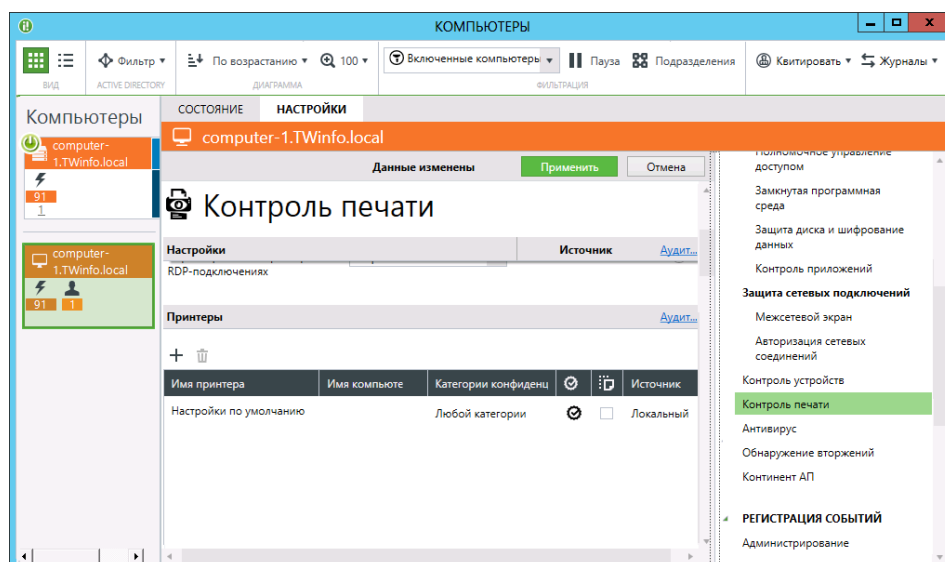 КОМПЬЮТЕРЫ
Фильтр
По возрастанию
100
Включенные компьютеры
Пауза
Подразделения
Квитировать
Журналы
ВИД
ACTIVE DIRECTORY
ДИАГРАММА
ФИЛЬТРАЦИЯ
Компьютеры
computer-
1.TWinfo.local
91
1
computer-
1.TWinfo.local
91
1
СОСТОЯНИЕ
НАСТРОЙКИ
computer-1.TWinfo.local
Данные изменены
Применить
Отмена
Контроль печати
Настройки
Источник
Аудит...
RDP-подключениях
Принтеры
Аудит...
Имя принтера
Имя компьюте
Категории конфиденц
Источник
Настройки по умолчанию
Любой категории
Локальный
Полномочное управление
доступом
Замкнутая программная
среда
Защита диска и шифрование
данных
Контроль приложений
Защита сетевых подключений
Межсетевой экран
Авторизация сетевых
соединений
Контроль устройств
Контроль печати
Антивирус
Обнаружение вторжений
Континент АП
РЕГИСТРАЦИЯ СОБЫТИЙ
Администрирование